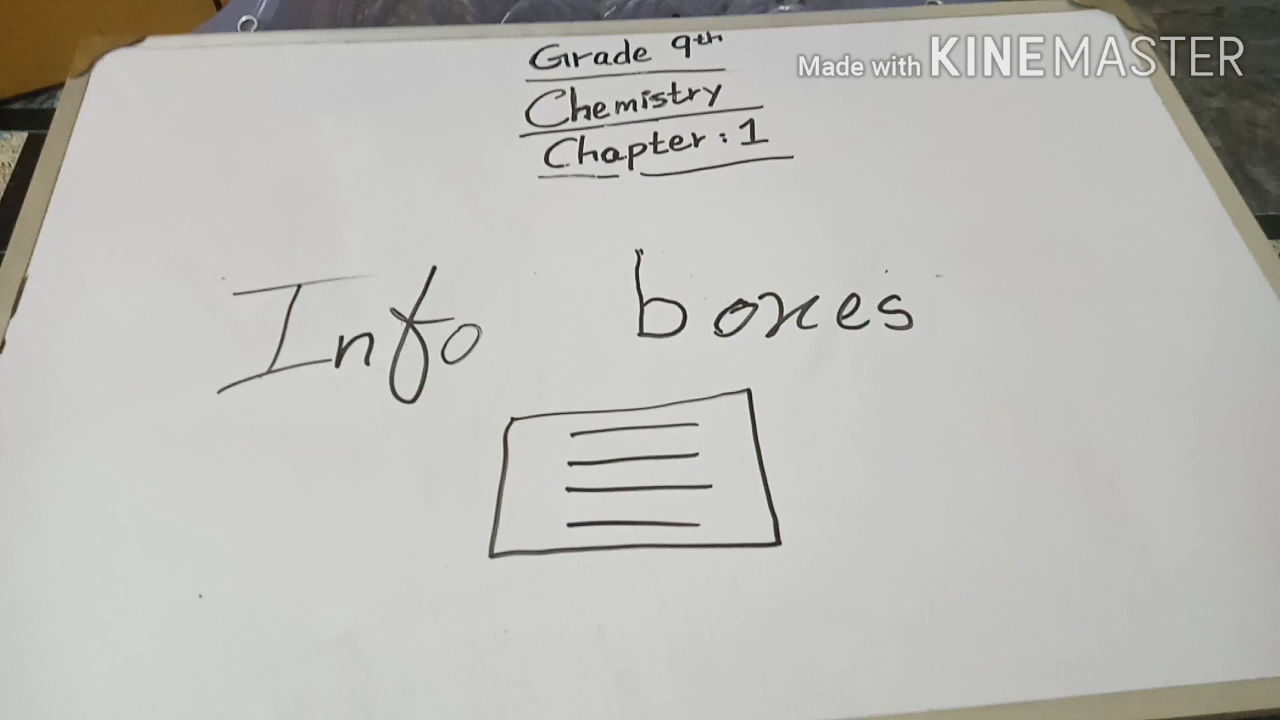 Grade 9th
Made with KINEMASTER
Chemistry
Chapter: 1
Info boxes